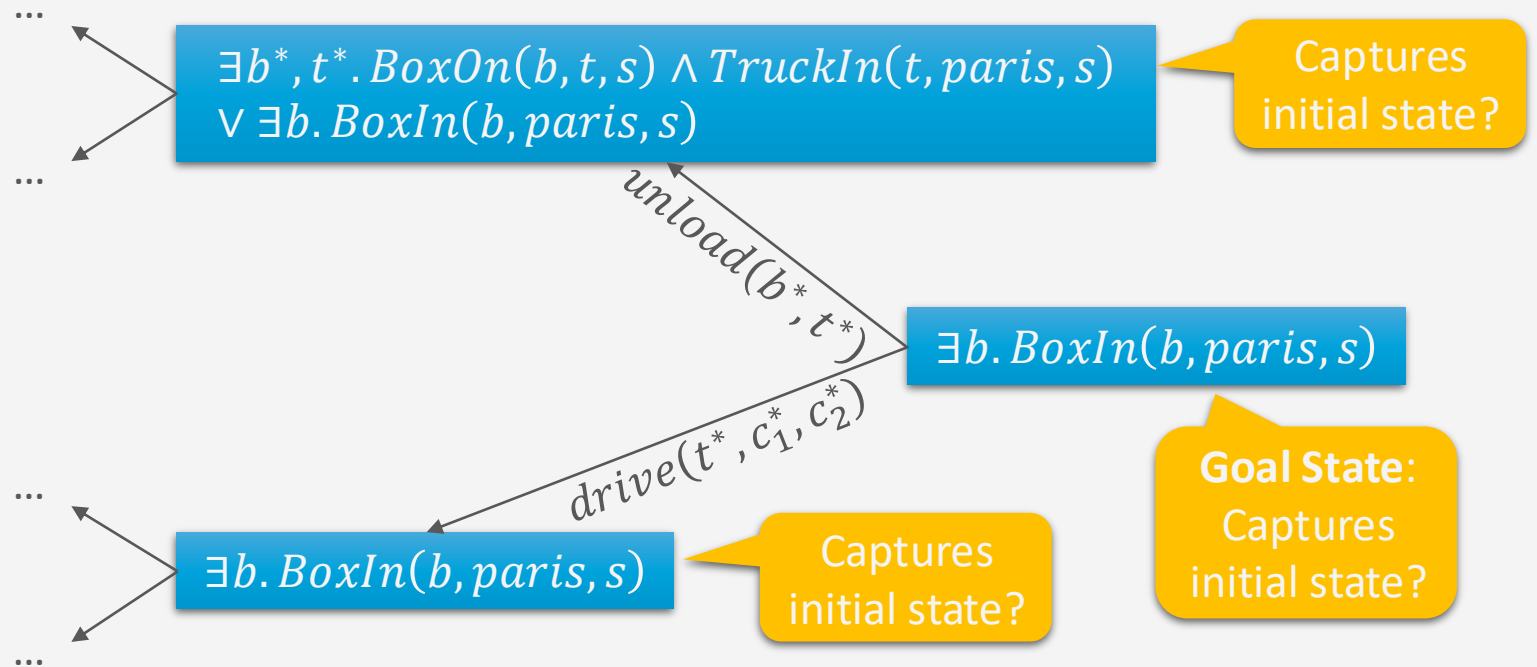 ...
∃b*, t*. BoxOn(b, t, s) ∧ TruckIn(t, paris, s)
∨ ∃b. BoxIn(b, paris, s)
Captures
initial state?
...
unload(b*, t*)
∃b. BoxIn(b, paris, s)
drive(t*, c₁*, c₂*)
Goal State:
Captures
initial state?
...
∃b. BoxIn(b, paris, s)
Captures
initial state?
...